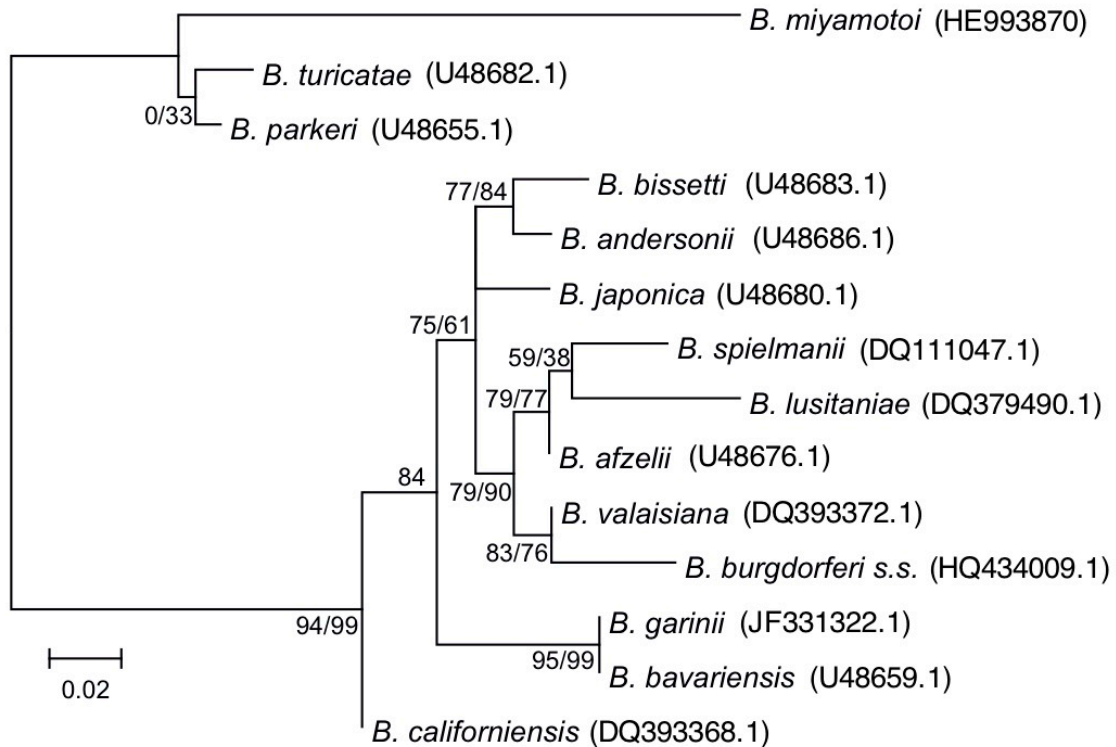 B. miyamotoi (HE993870)
B. turicatae (U48682.1)
0/33
B. parkeri (U48655.1)
77/84
B. bissetti (U48683.1)
B. andersonii (U48686.1)
B. japonica (U48680.1)
75/61
59/38
B. spielmanii (DQ111047.1)
79/77
B. lusitaniae (DQ379490.1)
B. afzelii (U48676.1)
84
79/90
B. valaisiana (DQ393372.1)
83/76
B. burgdorferi s.s. (HQ434009.1)
94/99
B. garinii (JF331322.1)
95/99
B. bavariensis (U48659.1)
0.02
B. californiensis (DQ393368.1)